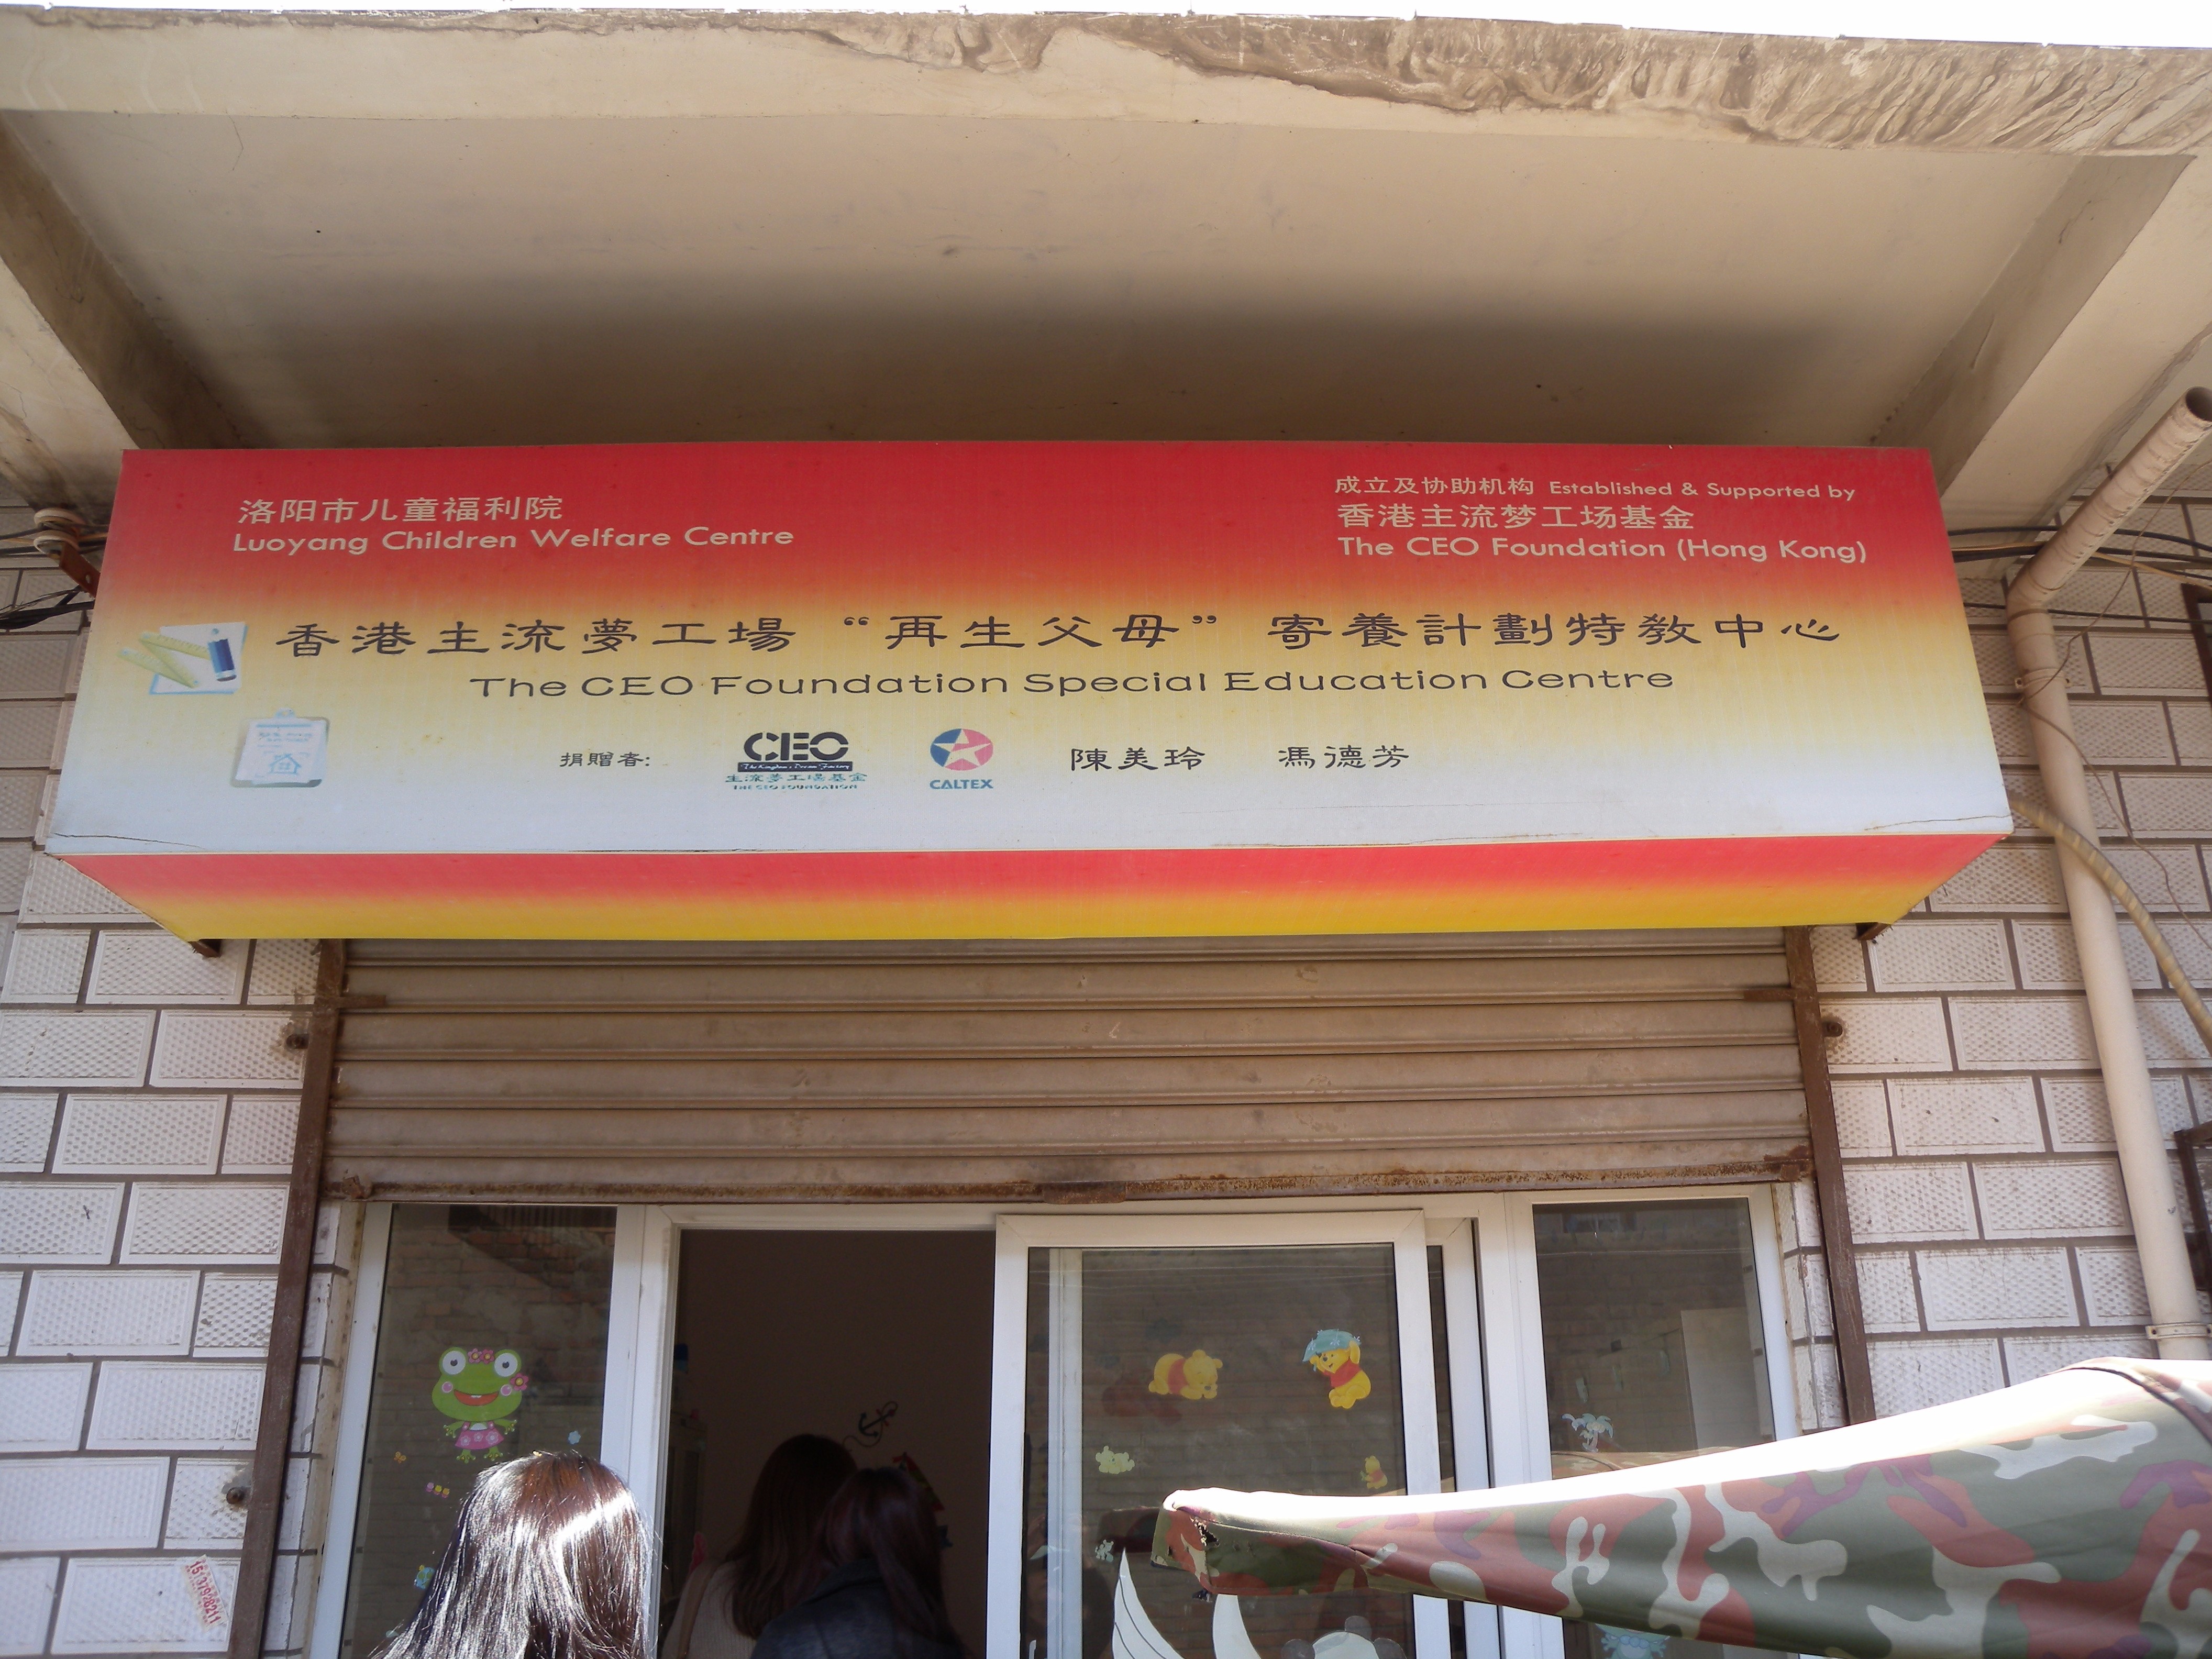 洛阳市儿童福利院
Luoyang Children Welfare Centre
成立及协助机构 Established & Supported by
香港主流梦工场基金
The CEO Foundation (Hong Kong)
香港主流夢工場 “再生父母” 寄養計劃特教中心
The CEO Foundation Special Education Centre
捐贈者:
CEO
主流夢工場基金
THE CEO FOUNDATION
CALTEX
陳美玲 馮德芳